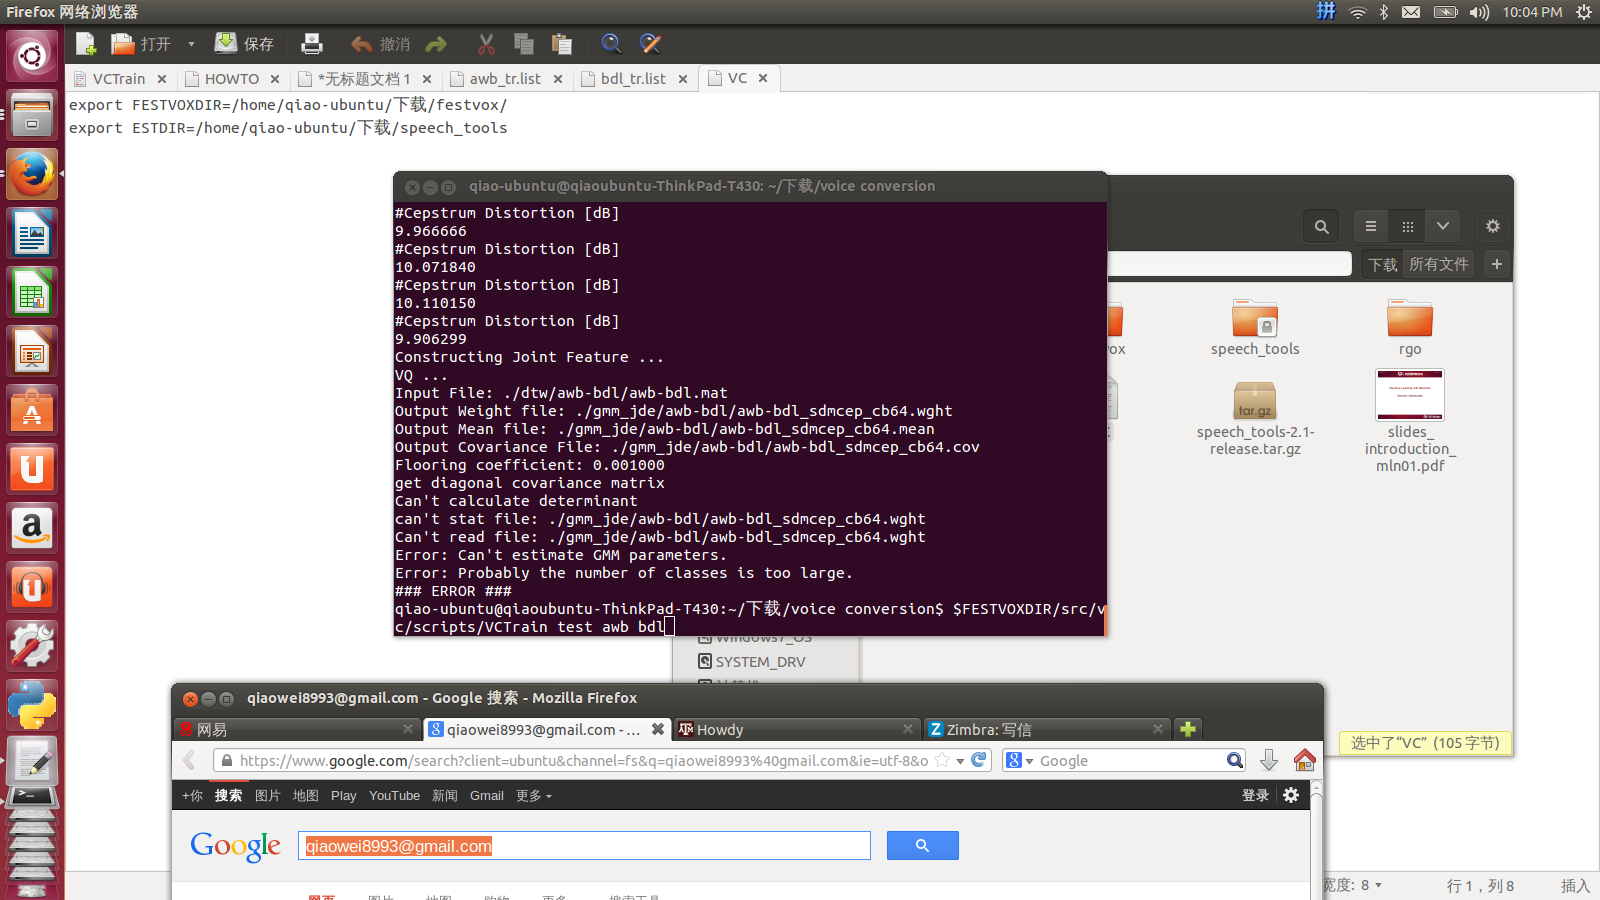 Firefox 网络浏览器
拼
10:04 PM
打开
保存
撤消
VCTrain
HOWTO
*无标题文档 1
awb_tr.list
bdl_tr.list
VC
export FESTVOXDIR=/home/qiao-ubuntu/下载/festvox/
export ESTDIR=/home/qiao-ubuntu/下载/speech_tools
qiao-ubuntu@qiaoubuntu-ThinkPad-T430: ~/下载/voice conversion
#Cepstrum Distortion [dB]
9.966666
#Cepstrum Distortion [dB]
10.071840
#Cepstrum Distortion [dB]
10.110150
#Cepstrum Distortion [dB]
9.906299
Constructing Joint Feature ...
VQ ...
Input File: ./dtw/awb-bdl/awb-bdl.mat
Output Weight file: ./gmm_jde/awb-bdl/awb-bdl_sdmcep_cb64.wght
Output Mean file: ./gmm_jde/awb-bdl/awb-bdl_sdmcep_cb64.mean
Output Covariance File: ./gmm_jde/awb-bdl/awb-bdl_sdmcep_cb64.cov
Flooring coefficient: 0.001000
get diagonal covariance matrix
Can't calculate determinant
can't stat file: ./gmm_jde/awb-bdl/awb-bdl_sdmcep_cb64.wght
Can't read file: ./gmm_jde/awb-bdl/awb-bdl_sdmcep_cb64.wght
Error: Can't estimate GMM parameters.
Error: Probably the number of classes is too large.
### ERROR ###
qiao-ubuntu@qiaoubuntu-ThinkPad-T430:~/下载/voice conversion$ $FESTVOXDIR/src/v
c/scripts/VCTrain test awb bdl
下载
所有文件
ox
speech_tools
rgo
tar.gz
speech_tools-2.1-
release.tar.gz
slides_
introduction_
mln01.pdf
Windows7_OS
SYSTEM_DRV
选中了“VC” (105 字节)
qiaowei8993@gmail.com - Google 搜索 - Mozilla Firefox
网易
qiaowei8993@gmail.com - ...
Howdy
Zimbra: 写信
https://www.google.com/search?client=ubuntu&channel=fs&q=qiaowei8993%40gmail.com&ie=utf-8&o
Google
+你
搜索
图片
地图
Play
YouTube
新闻
Gmail
更多
登录
Google
qiaowei8993@gmail.com
宽度: 8
行 1，列 8
插入